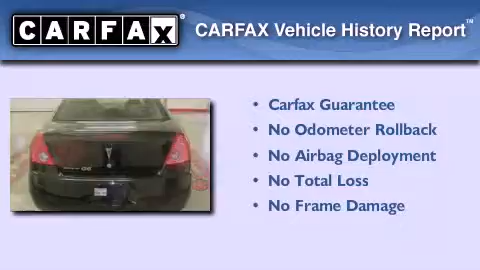 CARFAX®
CARFAX Vehicle History Report™
• Carfax Guarantee
• No Odometer Rollback
• No Airbag Deployment
• No Total Loss
• No Frame Damage
G6